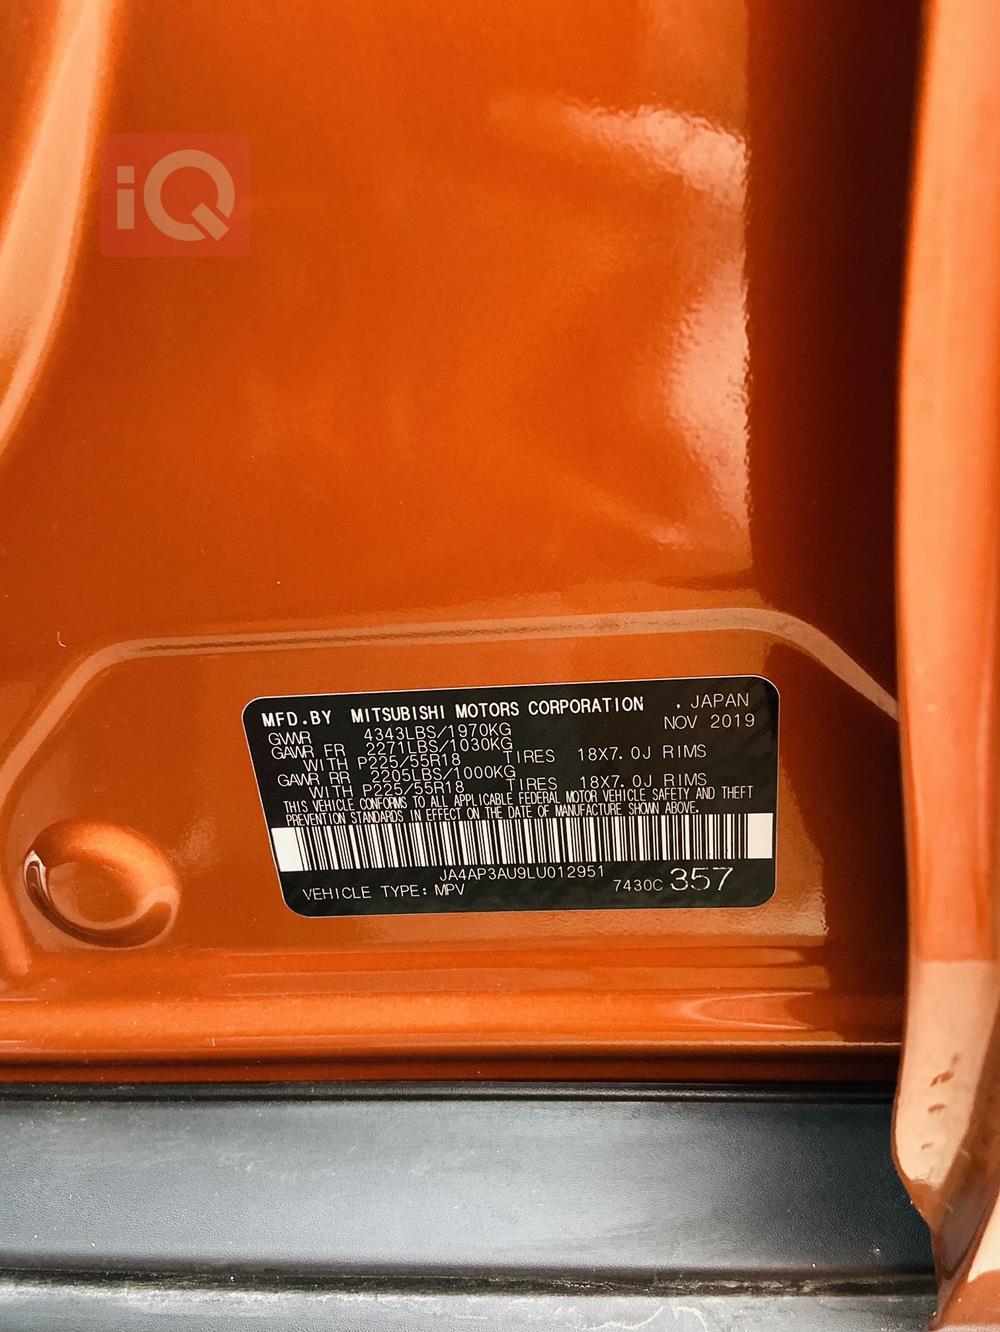 iQ
MFD.BY MITSUBISHI MOTORS CORPORATION , JAPAN
NOV 2019
GVWR 4343LBS/1970KG
GAWR FR 2271LBS/1030KG
WITH P225/55R18 TIRES 18X7.0J RIMS
GAWR RR 2205LBS/1000KG
WITH P225/55R18 TIRES 18X7.0J RIMS
THIS VEHICLE CONFORMS TO ALL APPLICABLE FEDERAL MOTOR VEHICLE SAFETY AND THEFT
PREVENTION STANDARDS IN EFFECT ON THE DATE OF MANUFACTURE SHOWN ABOVE.
JA4AP3AU9LU012951
VEHICLE TYPE: MPV 7430C 357